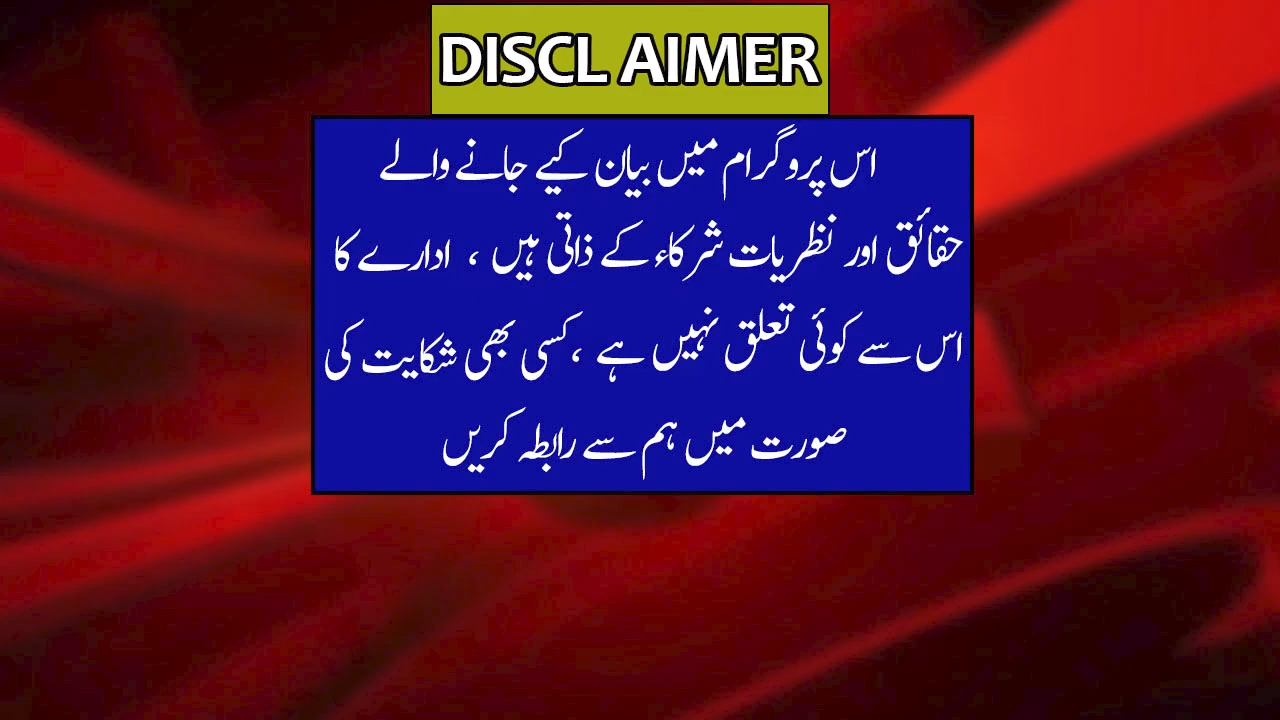 DISCL AIMER
اس پروگرام میں بیان کیے جانے والے
حقائق اور نظریات شرکاء کے ذاتی ہیں ، ادارے کا
اس سے کوئی تعلق نہیں ہے ،کسی بھی شکایت کی
صورت میں ہم سے رابطہ کریں